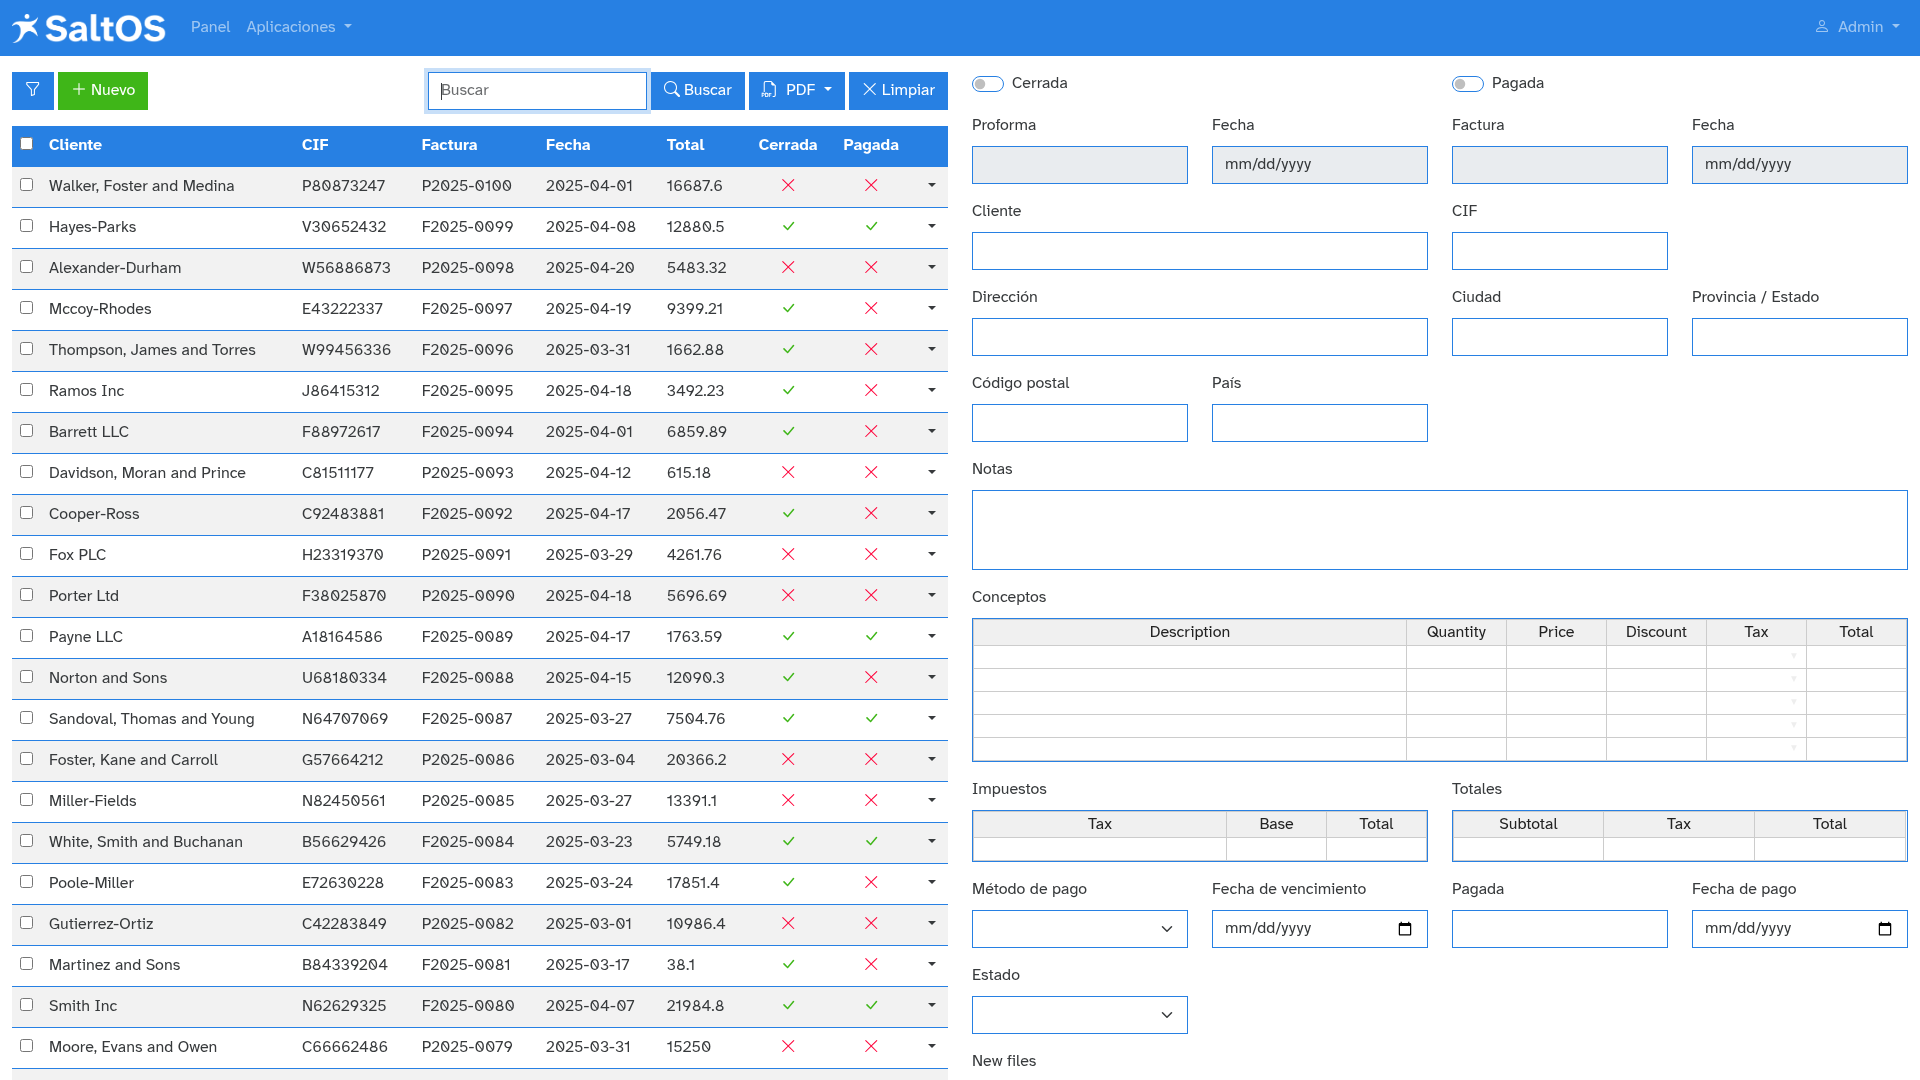 SaltOS Panel Aplicaciones Admin
Nuevo Buscar Buscar PDF Limpiar
Cliente CIF Factura Fecha Total Cerrada Pagada
Walker, Foster and Medina P80873247 P2025-0100 2025-04-01 16687.6
Hayes-Parks V30652432 F2025-0099 2025-04-08 12880.5
Alexander-Durham W56886873 P2025-0098 2025-04-20 5483.32
Mccoy-Rhodes E43222337 F2025-0097 2025-04-19 9399.21
Thompson, James and Torres W99456336 F2025-0096 2025-03-31 1662.88
Ramos Inc J86415312 F2025-0095 2025-04-18 3492.23
Barrett LLC F88972617 F2025-0094 2025-04-01 6859.89
Davidson, Moran and Prince C81511177 P2025-0093 2025-04-12 615.18
Cooper-Ross C92483881 F2025-0092 2025-04-17 2056.47
Fox PLC H23319370 P2025-0091 2025-03-29 4261.76
Porter Ltd F38025870 P2025-0090 2025-04-18 5696.69
Payne LLC A18164586 F2025-0089 2025-04-17 1763.59
Norton and Sons U68180334 F2025-0088 2025-04-15 12090.3
Sandoval, Thomas and Young N64707069 F2025-0087 2025-03-27 7504.76
Foster, Kane and Carroll G57664212 P2025-0086 2025-03-04 20366.2
Miller-Fields N82450561 P2025-0085 2025-03-27 13391.1
White, Smith and Buchanan B56629426 F2025-0084 2025-03-23 5749.18
Poole-Miller E72630228 F2025-0083 2025-03-24 17851.4
Gutierrez-Ortiz C42283849 P2025-0082 2025-03-01 10986.4
Martinez and Sons B84339204 F2025-0081 2025-03-17 38.1
Smith Inc N62629325 F2025-0080 2025-04-07 21984.8
Moore, Evans and Owen C66662486 P2025-0079 2025-03-31 15250
Cerrada Pagada
Proforma Fecha Factura Fecha
mm/dd/yyyy mm/dd/yyyy
Cliente CIF
Dirección Ciudad Provincia / Estado
Código postal País
Notas
Conceptos
Description Quantity Price Discount Tax Total
Impuestos Totales
Tax Base Total Subtotal Tax Total
Método de pago Fecha de vencimiento Pagada Fecha de pago
mm/dd/yyyy mm/dd/yyyy
Estado
New files